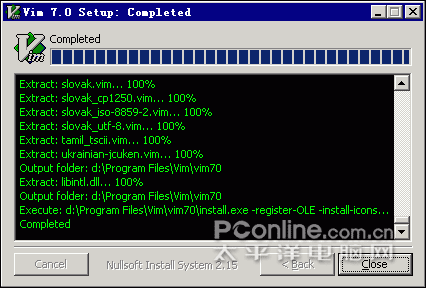 Vim 7.0 Setup: Completed
Vim
Completed
Extract: slovak.vim... 100%
Extract: slovak_cp1250.vim... 100%
Extract: slovak_iso-8859-2.vim... 100%
Extract: slovak_utf-8.vim... 100%
Extract: tamil_tscii.vim... 100%
Extract: ukrainian-jcuken.vim... 100%
Output folder: d:\Program Files\Vim\vim70
Extract: libintl.dll... 100%
Output folder: d:\Program Files\Vim\vim70
Execute: d:\Program Files\Vim\vim70\install.exe -register-OLE -install-icons...
Completed
PConline.com.cn
太平洋电脑网
Cancel
Nullsoft Install System 2.15
< Back
Close